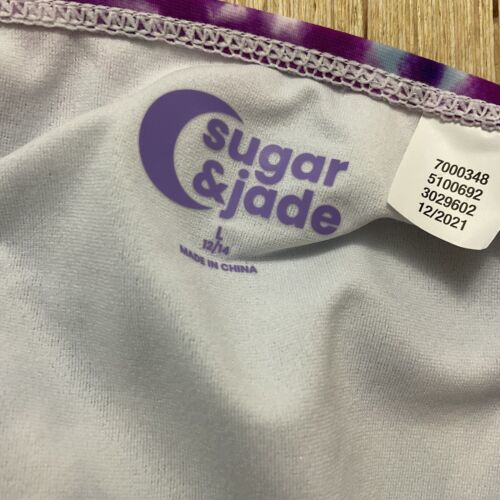 sugar
&jade
L
12/14
MADE IN CHINA
7000348
5100692
3029602
12/2021